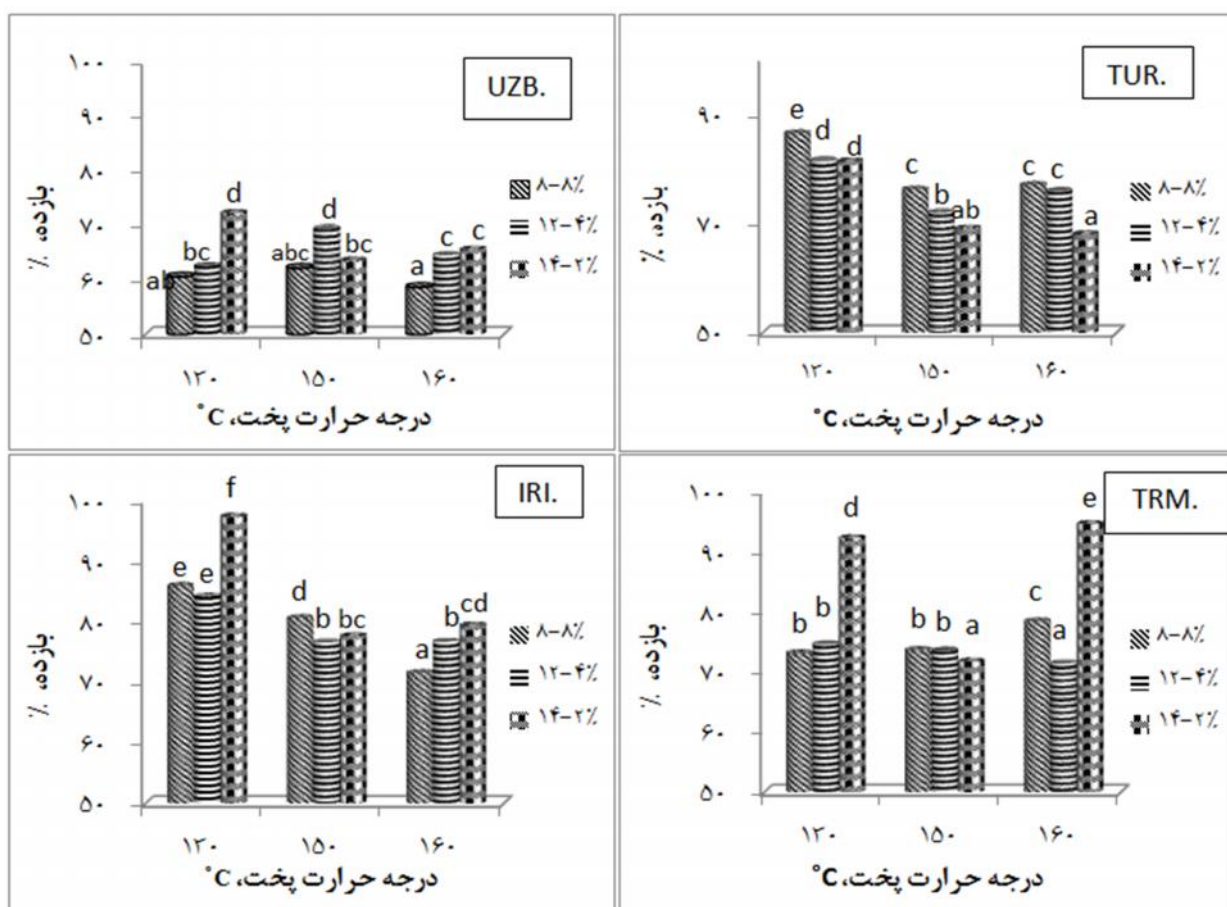 UZB.
۱۰۰
۹۰
۸۰
۷۰
۶۰
۵۰
بازده، %
ab
bc
d
abc
d
bc
a
c
c
۸-۸٪
۱۲-۴٪
۱۴-۲٪
۱۳۰ ۱۵۰ ۱۶۰
درجه حرارت پخت، °C
TUR.
۹۰
۷۰
۵۰
بازده، %
e
d
d
c
b
ab
c
c
a
۸-۸٪
۱۲-۴٪
۱۴-۲٪
۱۳۰ ۱۵۰ ۱۶۰
درجه حرارت پخت، °C
IRI.
۱۰۰
۹۰
۸۰
۷۰
۶۰
۵۰
بازده، %
e
e
f
d
b
bc
a
b
cd
۸-۸٪
۱۲-۴٪
۱۴-۲٪
۱۳۰ ۱۵۰ ۱۶۰
درجه حرارت پخت، °C
TRM.
۱۰۰
۹۰
۸۰
۷۰
۶۰
۵۰
بازده، %
b
b
d
b
b
a
c
a
e
۸-۸٪
۱۲-۴٪
۱۴-۲٪
۱۳۰ ۱۵۰ ۱۶۰
درجه حرارت پخت، °C